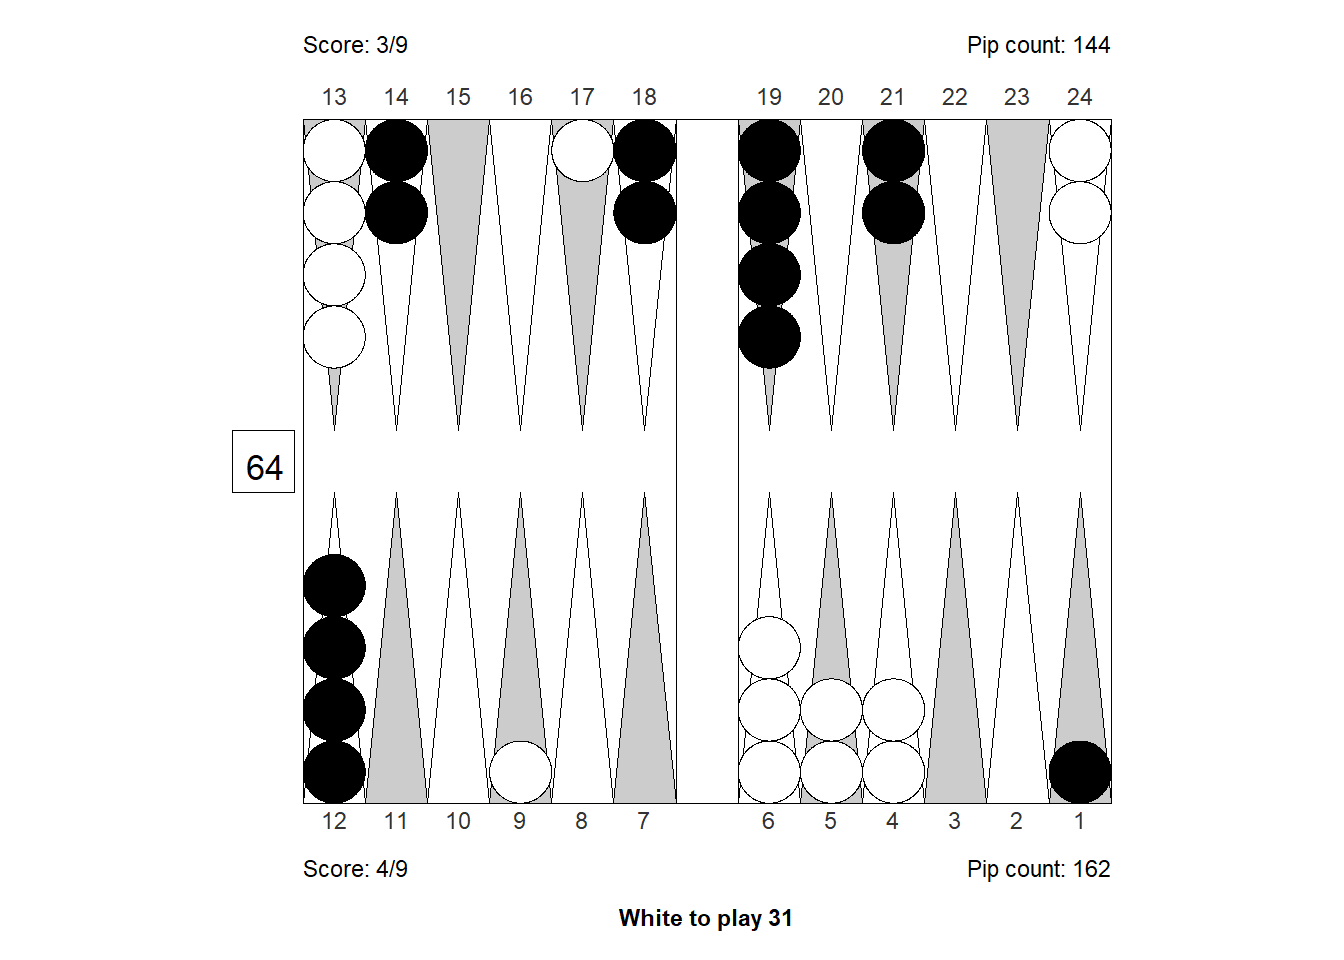 Score: 3/9 Pip count: 144
13 14 15 16 17 18 19 20 21 22 23 24
64
12 11 10 9 8 7 6 5 4 3 2 1
Score: 4/9 Pip count: 162
White to play 31